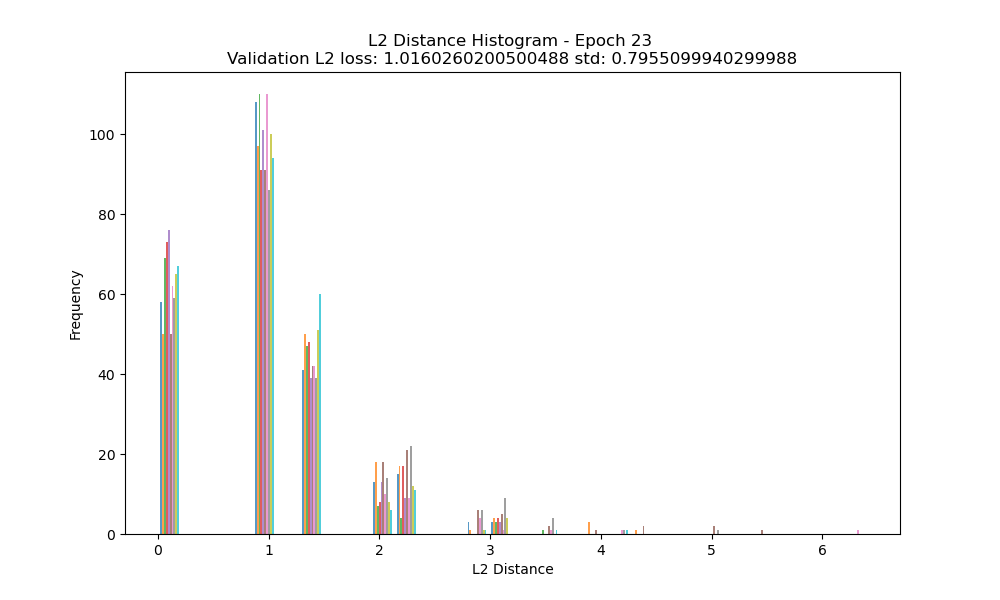 L2 Distance Histogram - Epoch 23
Validation L2 loss: 1.0160260200500488 std: 0.7955099940299988
Frequency
100
80
60
40
20
0
0 1 2 3 4 5 6
L2 Distance